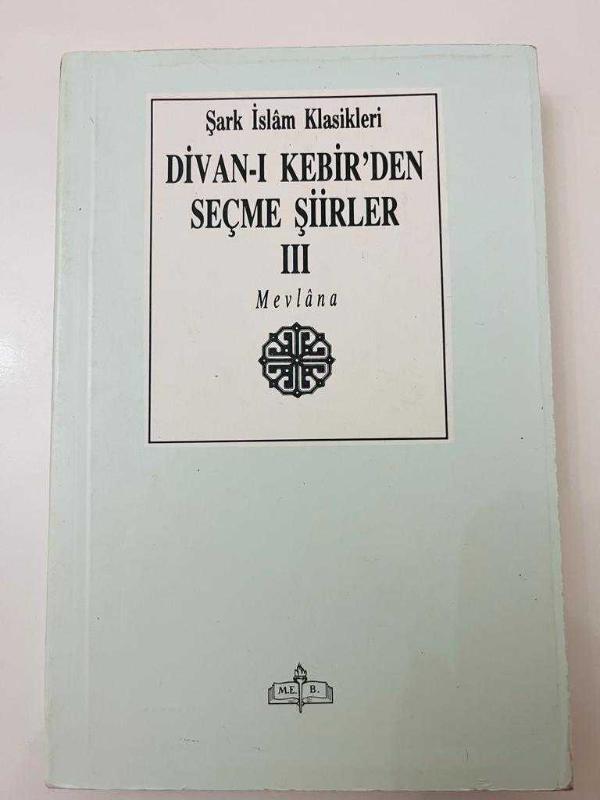 Şark İslâm Klasikleri
DİVAN-I KEBİR'DEN
SEÇME ŞİİRLER
III
Mevlâna
M.E. B.